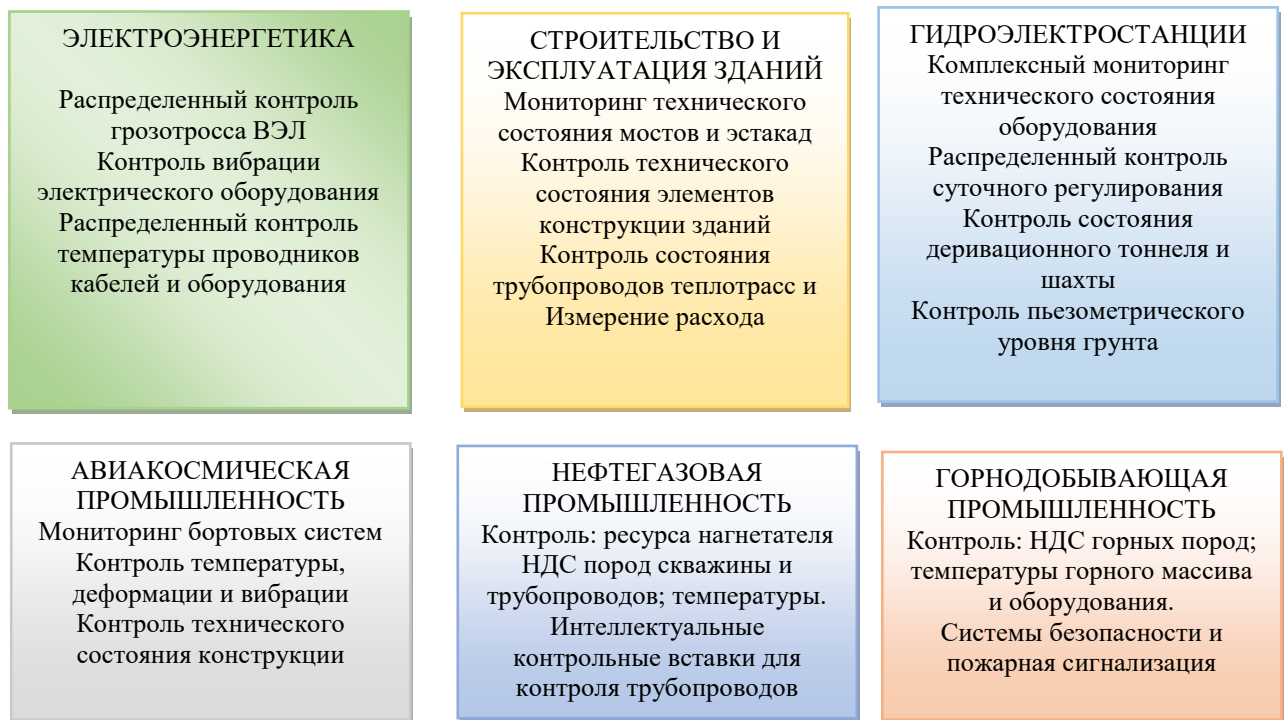 ЭЛЕКТРОЭНЕРГЕТИКА
Распределенный контроль
грозотросса ВЭЛ
Контроль вибрации
электрического оборудования
Распределенный контроль
температуры проводников
кабелей и оборудования
СТРОИТЕЛЬСТВО И
ЭКСПЛУАТАЦИЯ ЗДАНИЙ
Мониторинг технического
состояния мостов и эстакад
Контроль технического
состояния элементов
конструкции зданий
Контроль состояния
трубопроводов теплотрасс и
Измерение расхода
ГИДРОЭЛЕКТРОСТАНЦИИ
Комплексный мониторинг
технического состояния
оборудования
Распределенный контроль
суточного регулирования
Контроль состояния
деривационного тоннеля и
шахты
Контроль пьезометрического
уровня грунта
АВИАКОСМИЧЕСКАЯ
ПРОМЫШЛЕННОСТЬ
Мониторинг бортовых систем
Контроль температуры,
деформации и вибрации
Контроль технического
состояния конструкции
НЕФТЕГАЗОВАЯ
ПРОМЫШЛЕННОСТЬ
Контроль: ресурса нагнетателя
НДС пород скважины и
трубопроводов; температуры.
Интеллектуальные
контрольные вставки для
контроля трубопроводов
ГОРНОДОБЫВАЮЩАЯ
ПРОМЫШЛЕННОСТЬ
Контроль: НДС горных пород;
температуры горного массива
и оборудования.
Системы безопасности и
пожарная сигнализация